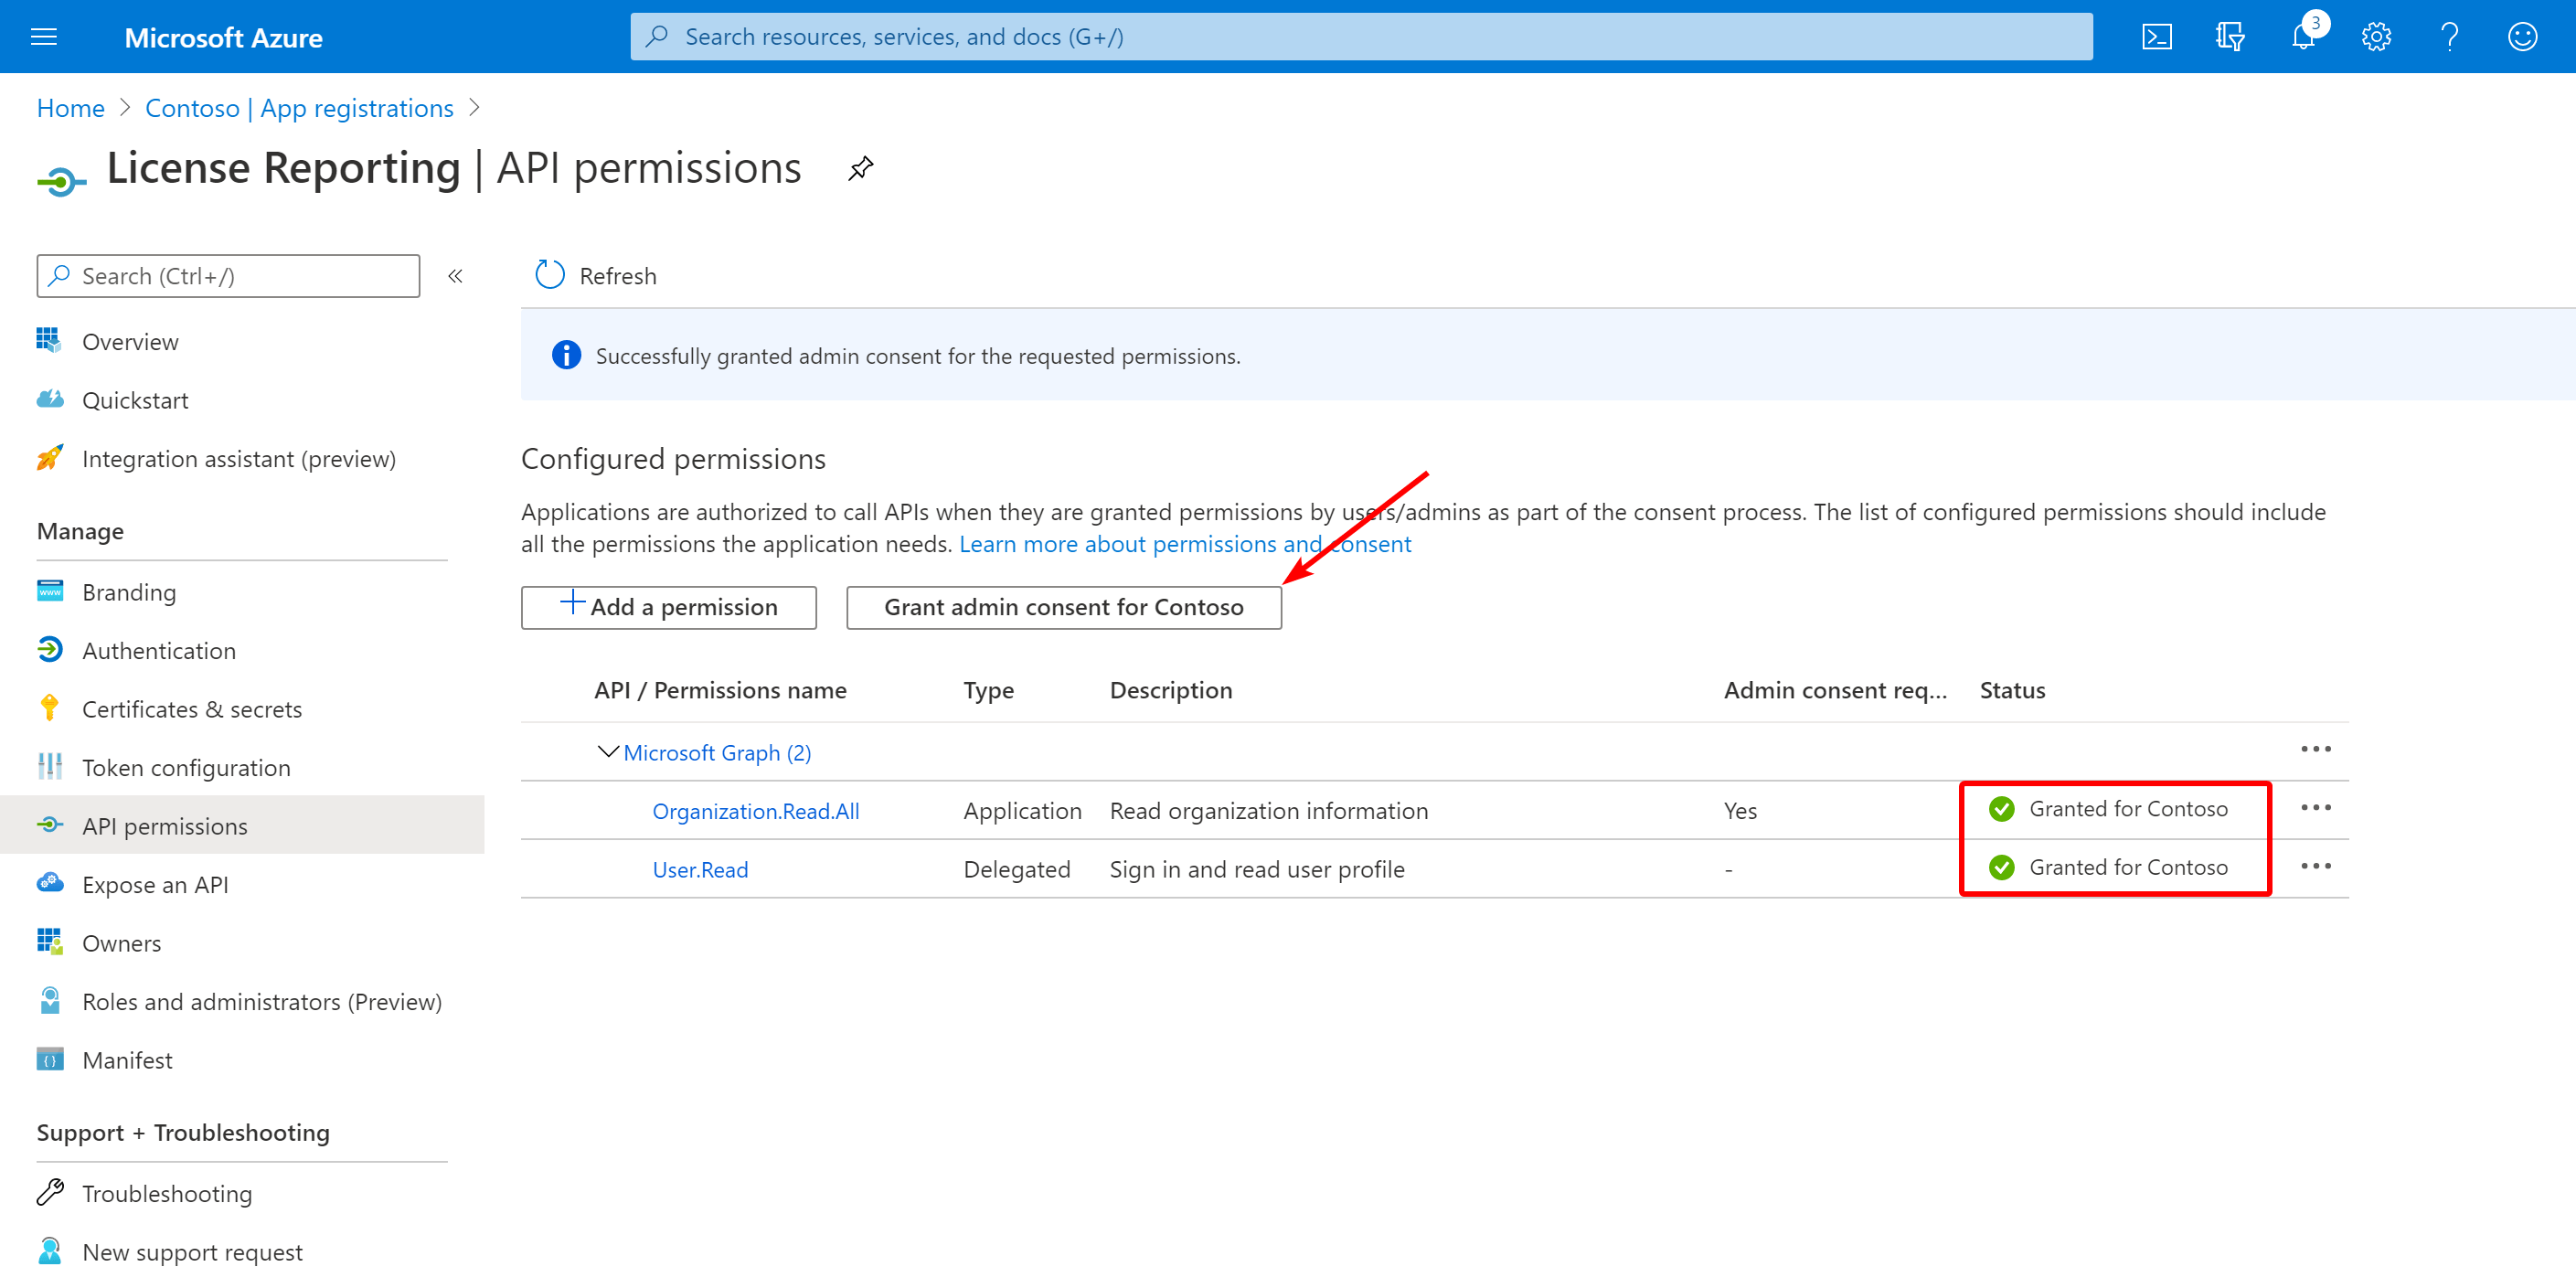 Microsoft Azure
Search resources, services, and docs (G+/)
3
Home > Contoso | App registrations >
License Reporting | API permissions
Search (Ctrl+/)
«
Refresh
Overview
Quickstart
Integration assistant (preview)
Manage
Branding
Authentication
Certificates & secrets
Token configuration
API permissions
Expose an API
Owners
Roles and administrators (Preview)
Manifest
Support + Troubleshooting
Troubleshooting
New support request
Successfully granted admin consent for the requested permissions.
Configured permissions
Applications are authorized to call APIs when they are granted permissions by users/admins as part of the consent process. The list of configured permissions should include
all the permissions the application needs. Learn more about permissions and consent
+ Add a permission Grant admin consent for Contoso
API / Permissions name Type Description Admin consent req... Status
Microsoft Graph (2) ...
Organization.Read.All Application Read organization information Yes Granted for Contoso ...
User.Read Delegated Sign in and read user profile - Granted for Contoso ...